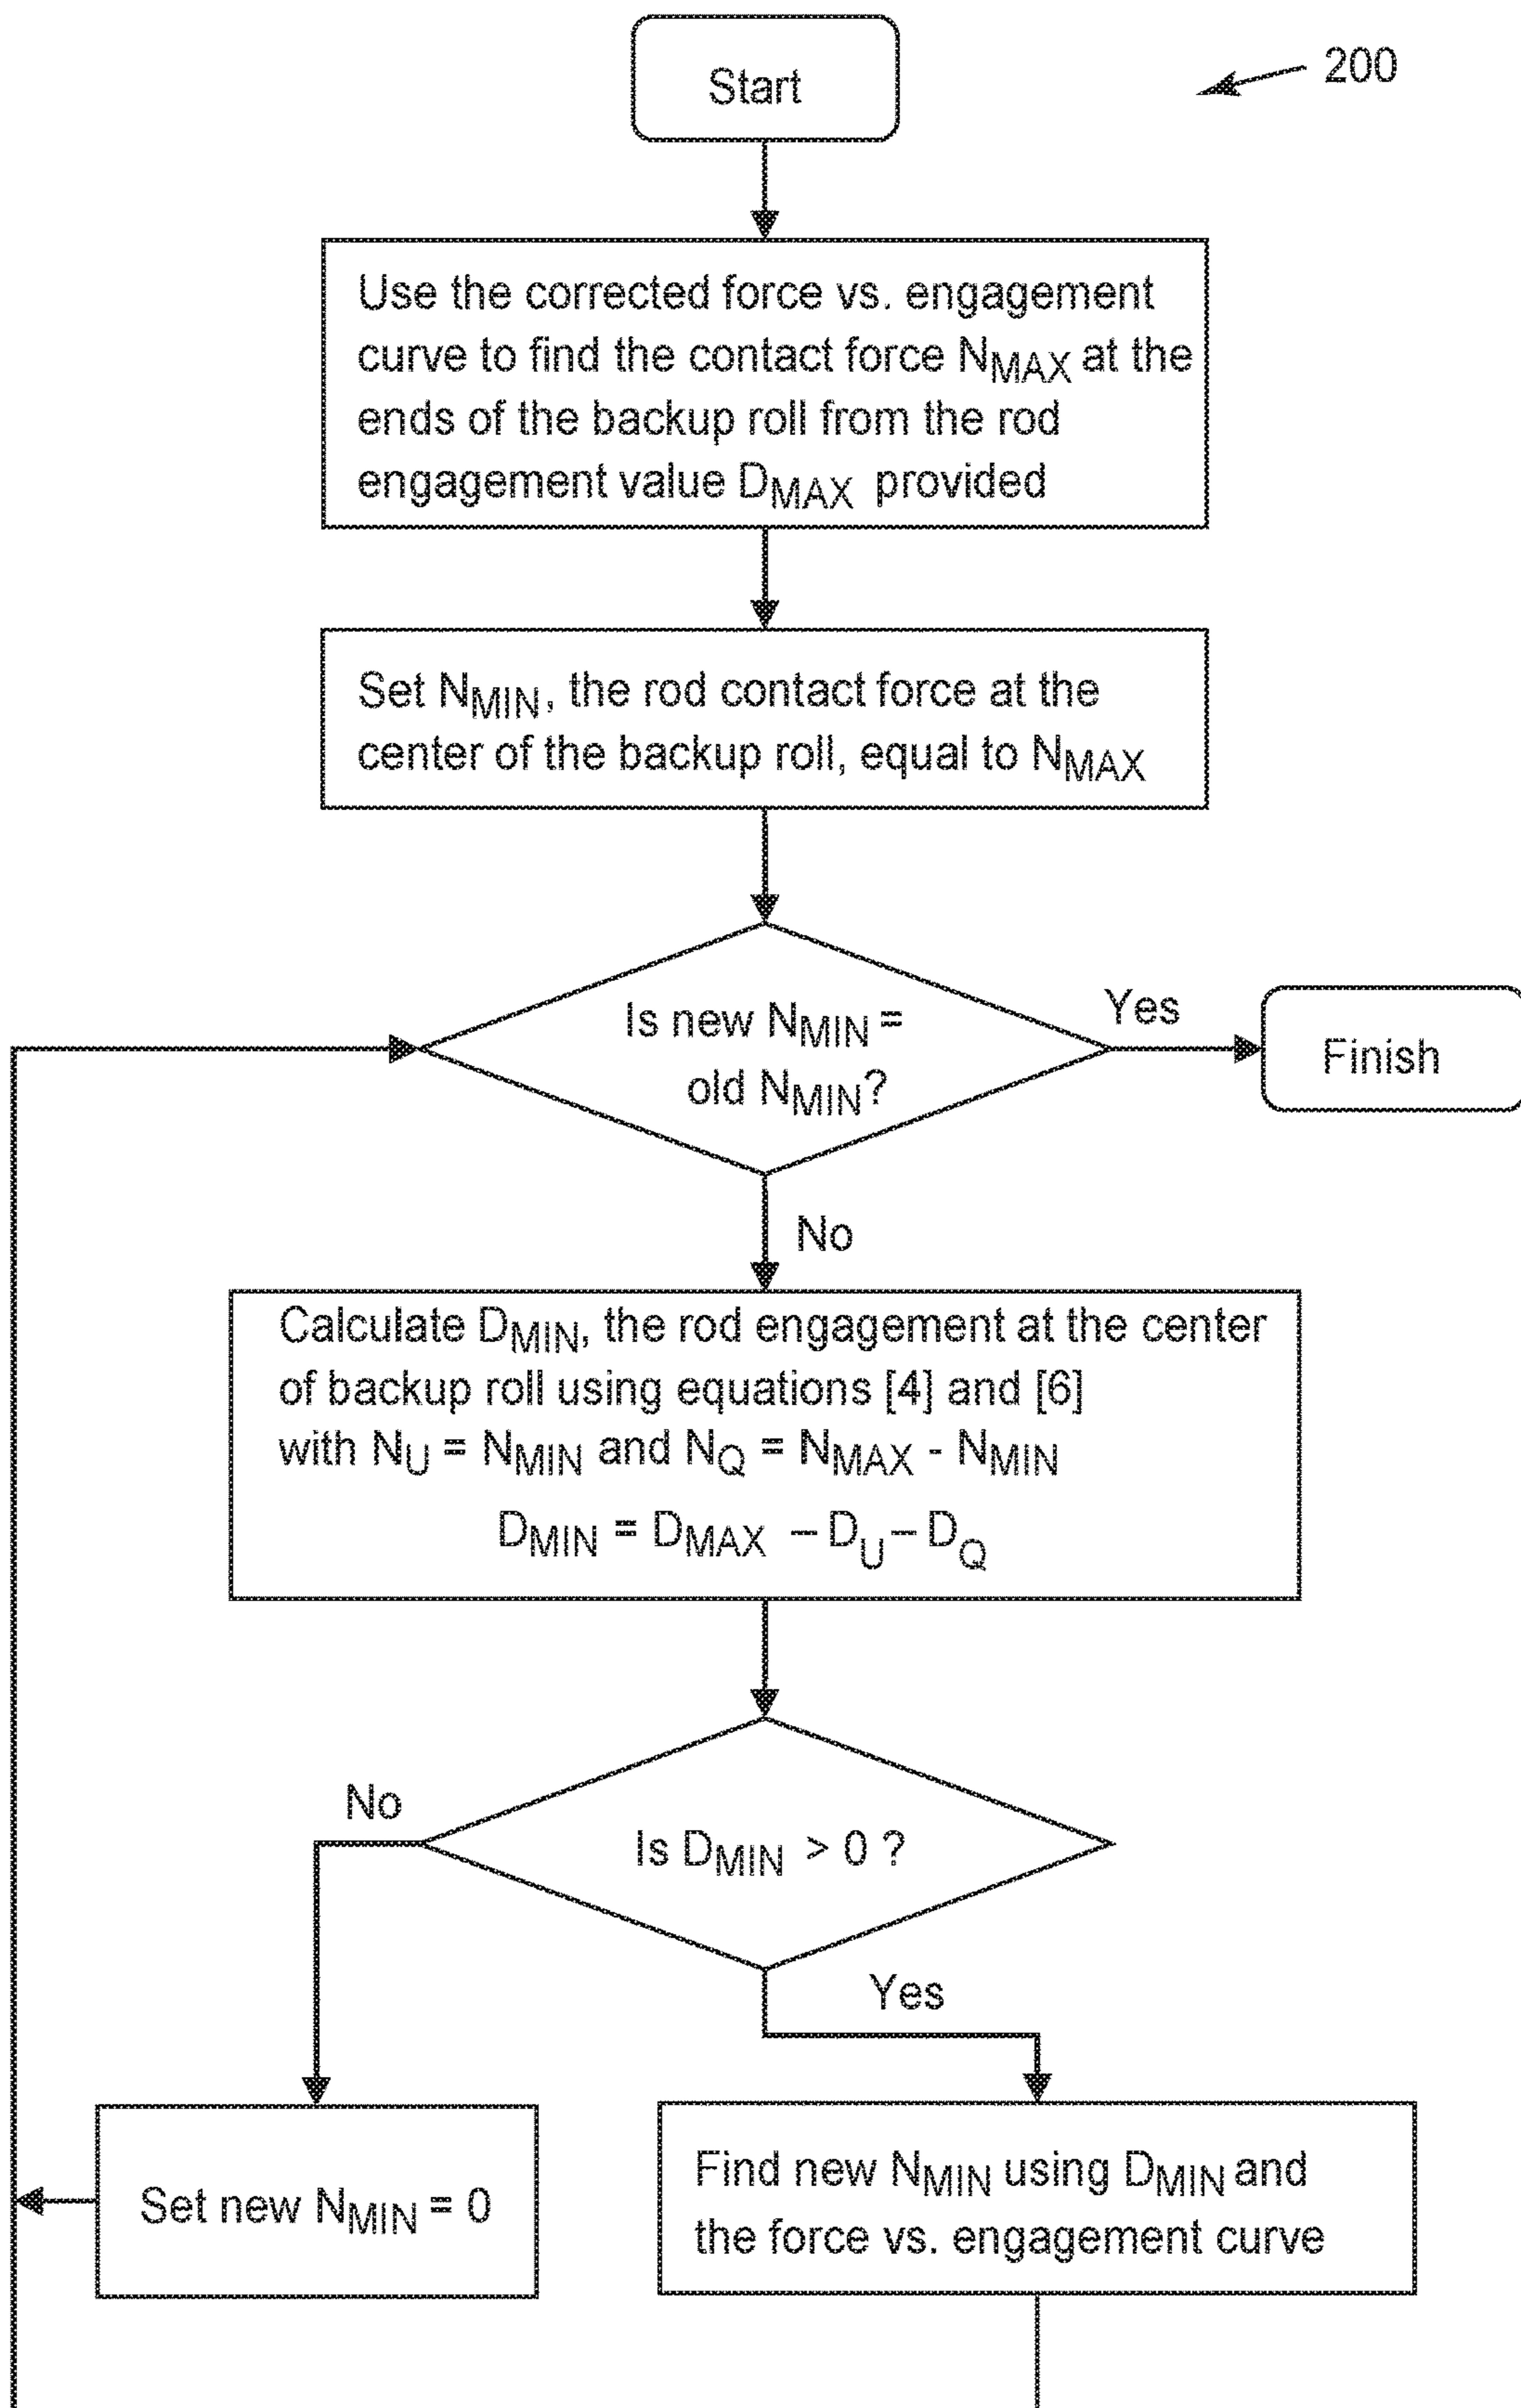 Start
200
Use the corrected force vs. engagement
curve to find the contact force NMAX at the
ends of the backup roll from the rod
engagement value DMAX provided
Set NMIN, the rod contact force at the
center of the backup roll, equal to NMAX
Is new NMIN =
old NMIN?
Yes
Finish
No
Calculate DMIN, the rod engagement at the center
of backup roll using equations [4] and [6]
with NU = NMIN and NQ = NMAX - NMIN
DMIN = DMAX – DU – DQ
No
Is DMIN > 0 ?
Yes
Set new NMIN = 0
Find new NMIN using DMIN and
the force vs. engagement curve